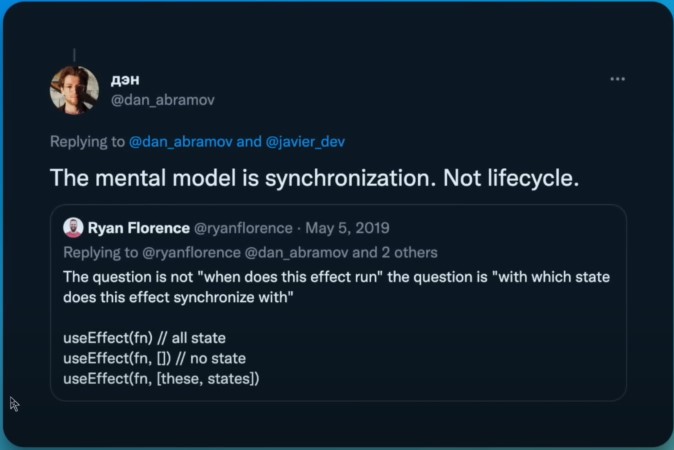 дэн
@dan_abramov
Replying to @dan_abramov and @javier_dev
The mental model is synchronization. Not lifecycle.
Ryan Florence @ryanflorence · May 5, 2019
Replying to @ryanflorence @dan_abramov and 2 others
The question is not "when does this effect run" the question is "with which state
does this effect synchronize with"
useEffect(fn) // all state
useEffect(fn, []) // no state
useEffect(fn, [these, states])